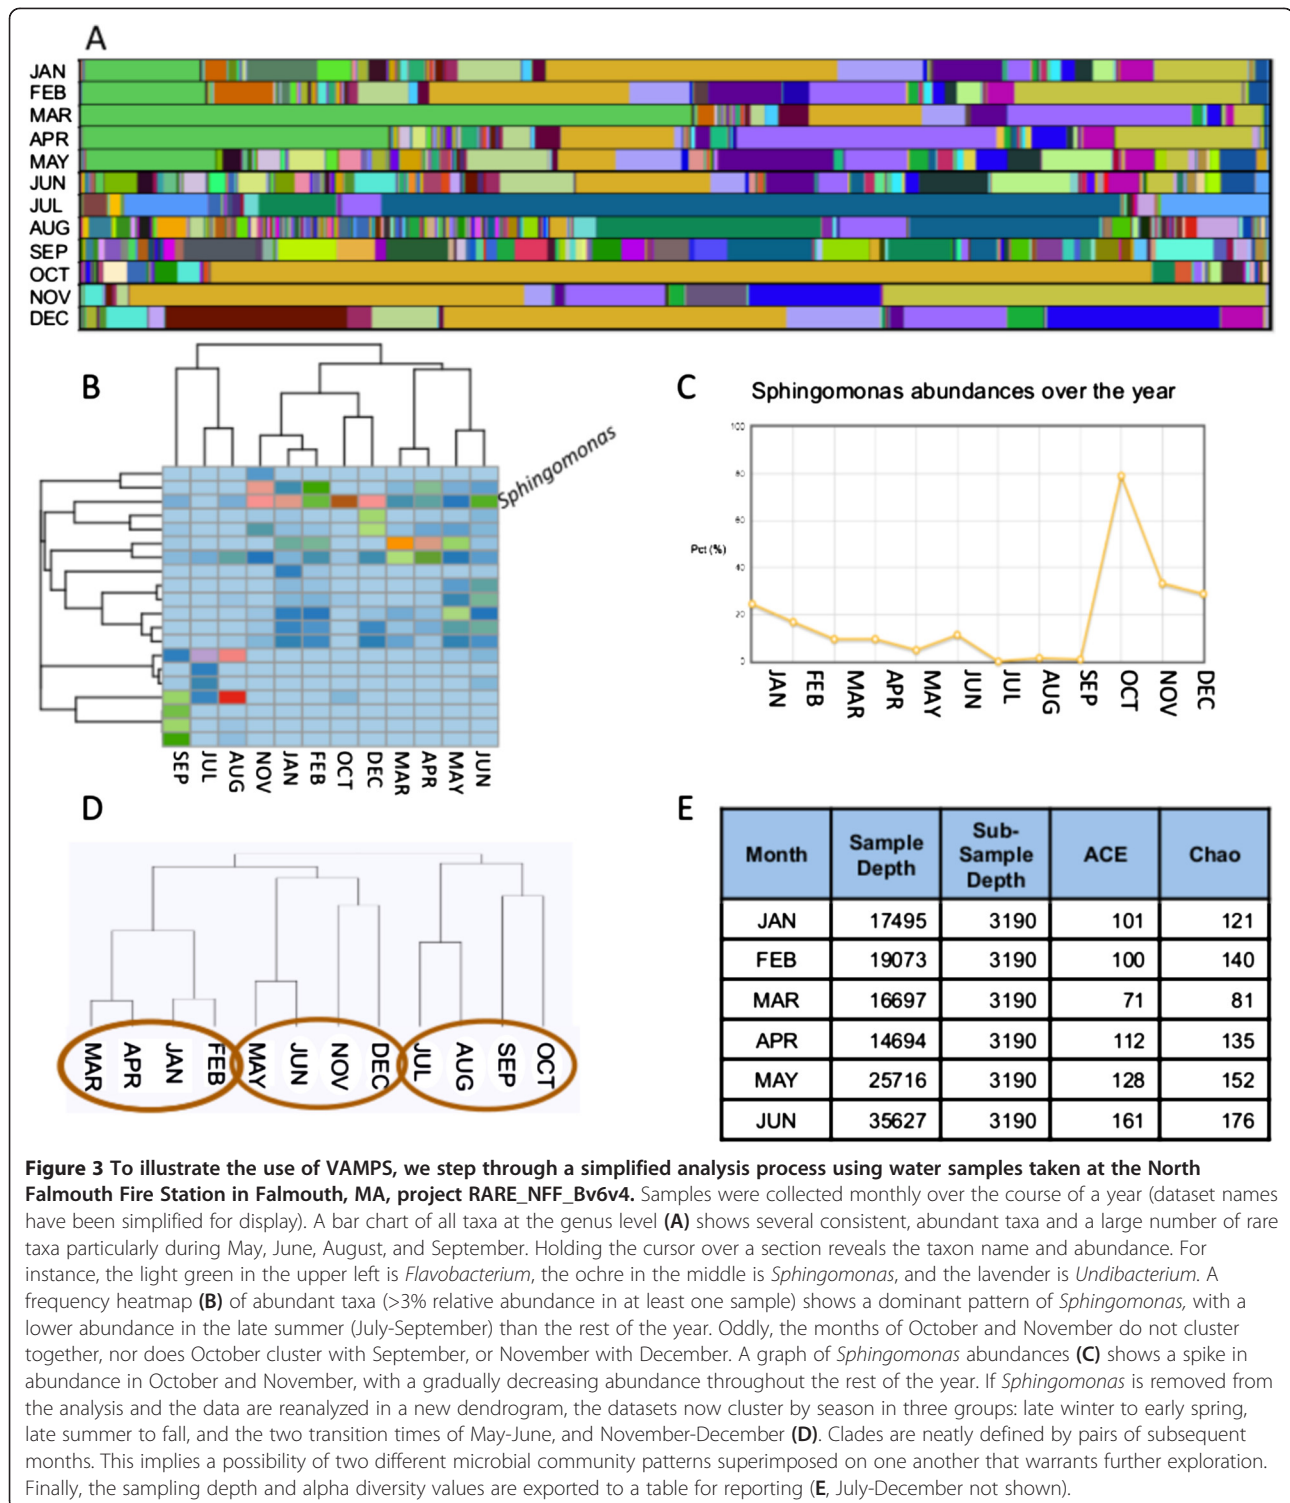 A
JAN
FEB
MAR
APR
MAY
JUN
JUL
AUG
SEP
OCT
NOV
DEC
B
Sphingomonas
SEP JUL AUG NOV JAN FEB OCT DEC MAR APR MAY JUN
C
Sphingomonas abundances over the year
100
80
60
Pct (%)
40
20
0
JAN FEB MAR APR MAY JUN JUL AUG SEP OCT NOV DEC
D
MAR APR JAN FEB MAY JUN NOV DEC JUL AUG SEP OCT
E
Month Sample Depth Sub-Sample Depth ACE Chao
JAN 17495 3190 101 121
FEB 19073 3190 100 140
MAR 16697 3190 71 81
APR 14694 3190 112 135
MAY 25716 3190 128 152
JUN 35627 3190 161 176
Figure 3 To illustrate the use of VAMPS, we step through a simplified analysis process using water samples taken at the North
Falmouth Fire Station in Falmouth, MA, project RARE_NFF_Bv6v4. Samples were collected monthly over the course of a year (dataset names
have been simplified for display). A bar chart of all taxa at the genus level (A) shows several consistent, abundant taxa and a large number of rare
taxa particularly during May, June, August, and September. Holding the cursor over a section reveals the taxon name and abundance. For
instance, the light green in the upper left is Flavobacterium, the ochre in the middle is Sphingomonas, and the lavender is Undibacterium. A
frequency heatmap (B) of abundant taxa (>3% relative abundance in at least one sample) shows a dominant pattern of Sphingomonas, with a
lower abundance in the late summer (July-September) than the rest of the year. Oddly, the months of October and November do not cluster
together, nor does October cluster with September, or November with December. A graph of Sphingomonas abundances (C) shows a spike in
abundance in October and November, with a gradually decreasing abundance throughout the rest of the year. If Sphingomonas is removed from
the analysis and the data are reanalyzed in a new dendrogram, the datasets now cluster by season in three groups: late winter to early spring,
late summer to fall, and the two transition times of May-June, and November-December (D). Clades are neatly defined by pairs of subsequent
months. This implies a possibility of two different microbial community patterns superimposed on one another that warrants further exploration.
Finally, the sampling depth and alpha diversity values are exported to a table for reporting (E, July-December not shown).